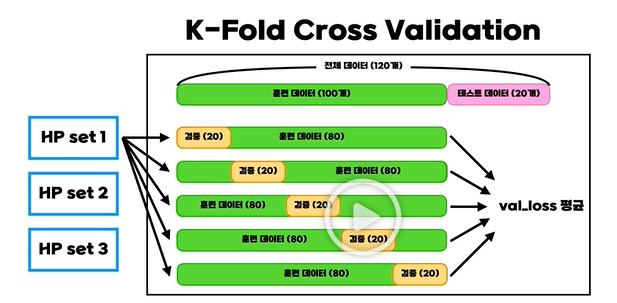 K-Fold Cross Validation
전체 데이터 (120개)
훈련 데이터 (100개)
테스트 데이터 (20개)
HP set 1
HP set 2
HP set 3
검증 (20)
훈련 데이터 (80)
검증 (20)
훈련 데이터 (80)
훈련 데이터 (80)
검증 (20)
훈련 데이터 (80)
검증 (20)
훈련 데이터 (80)
검증 (20)
val_loss 평균